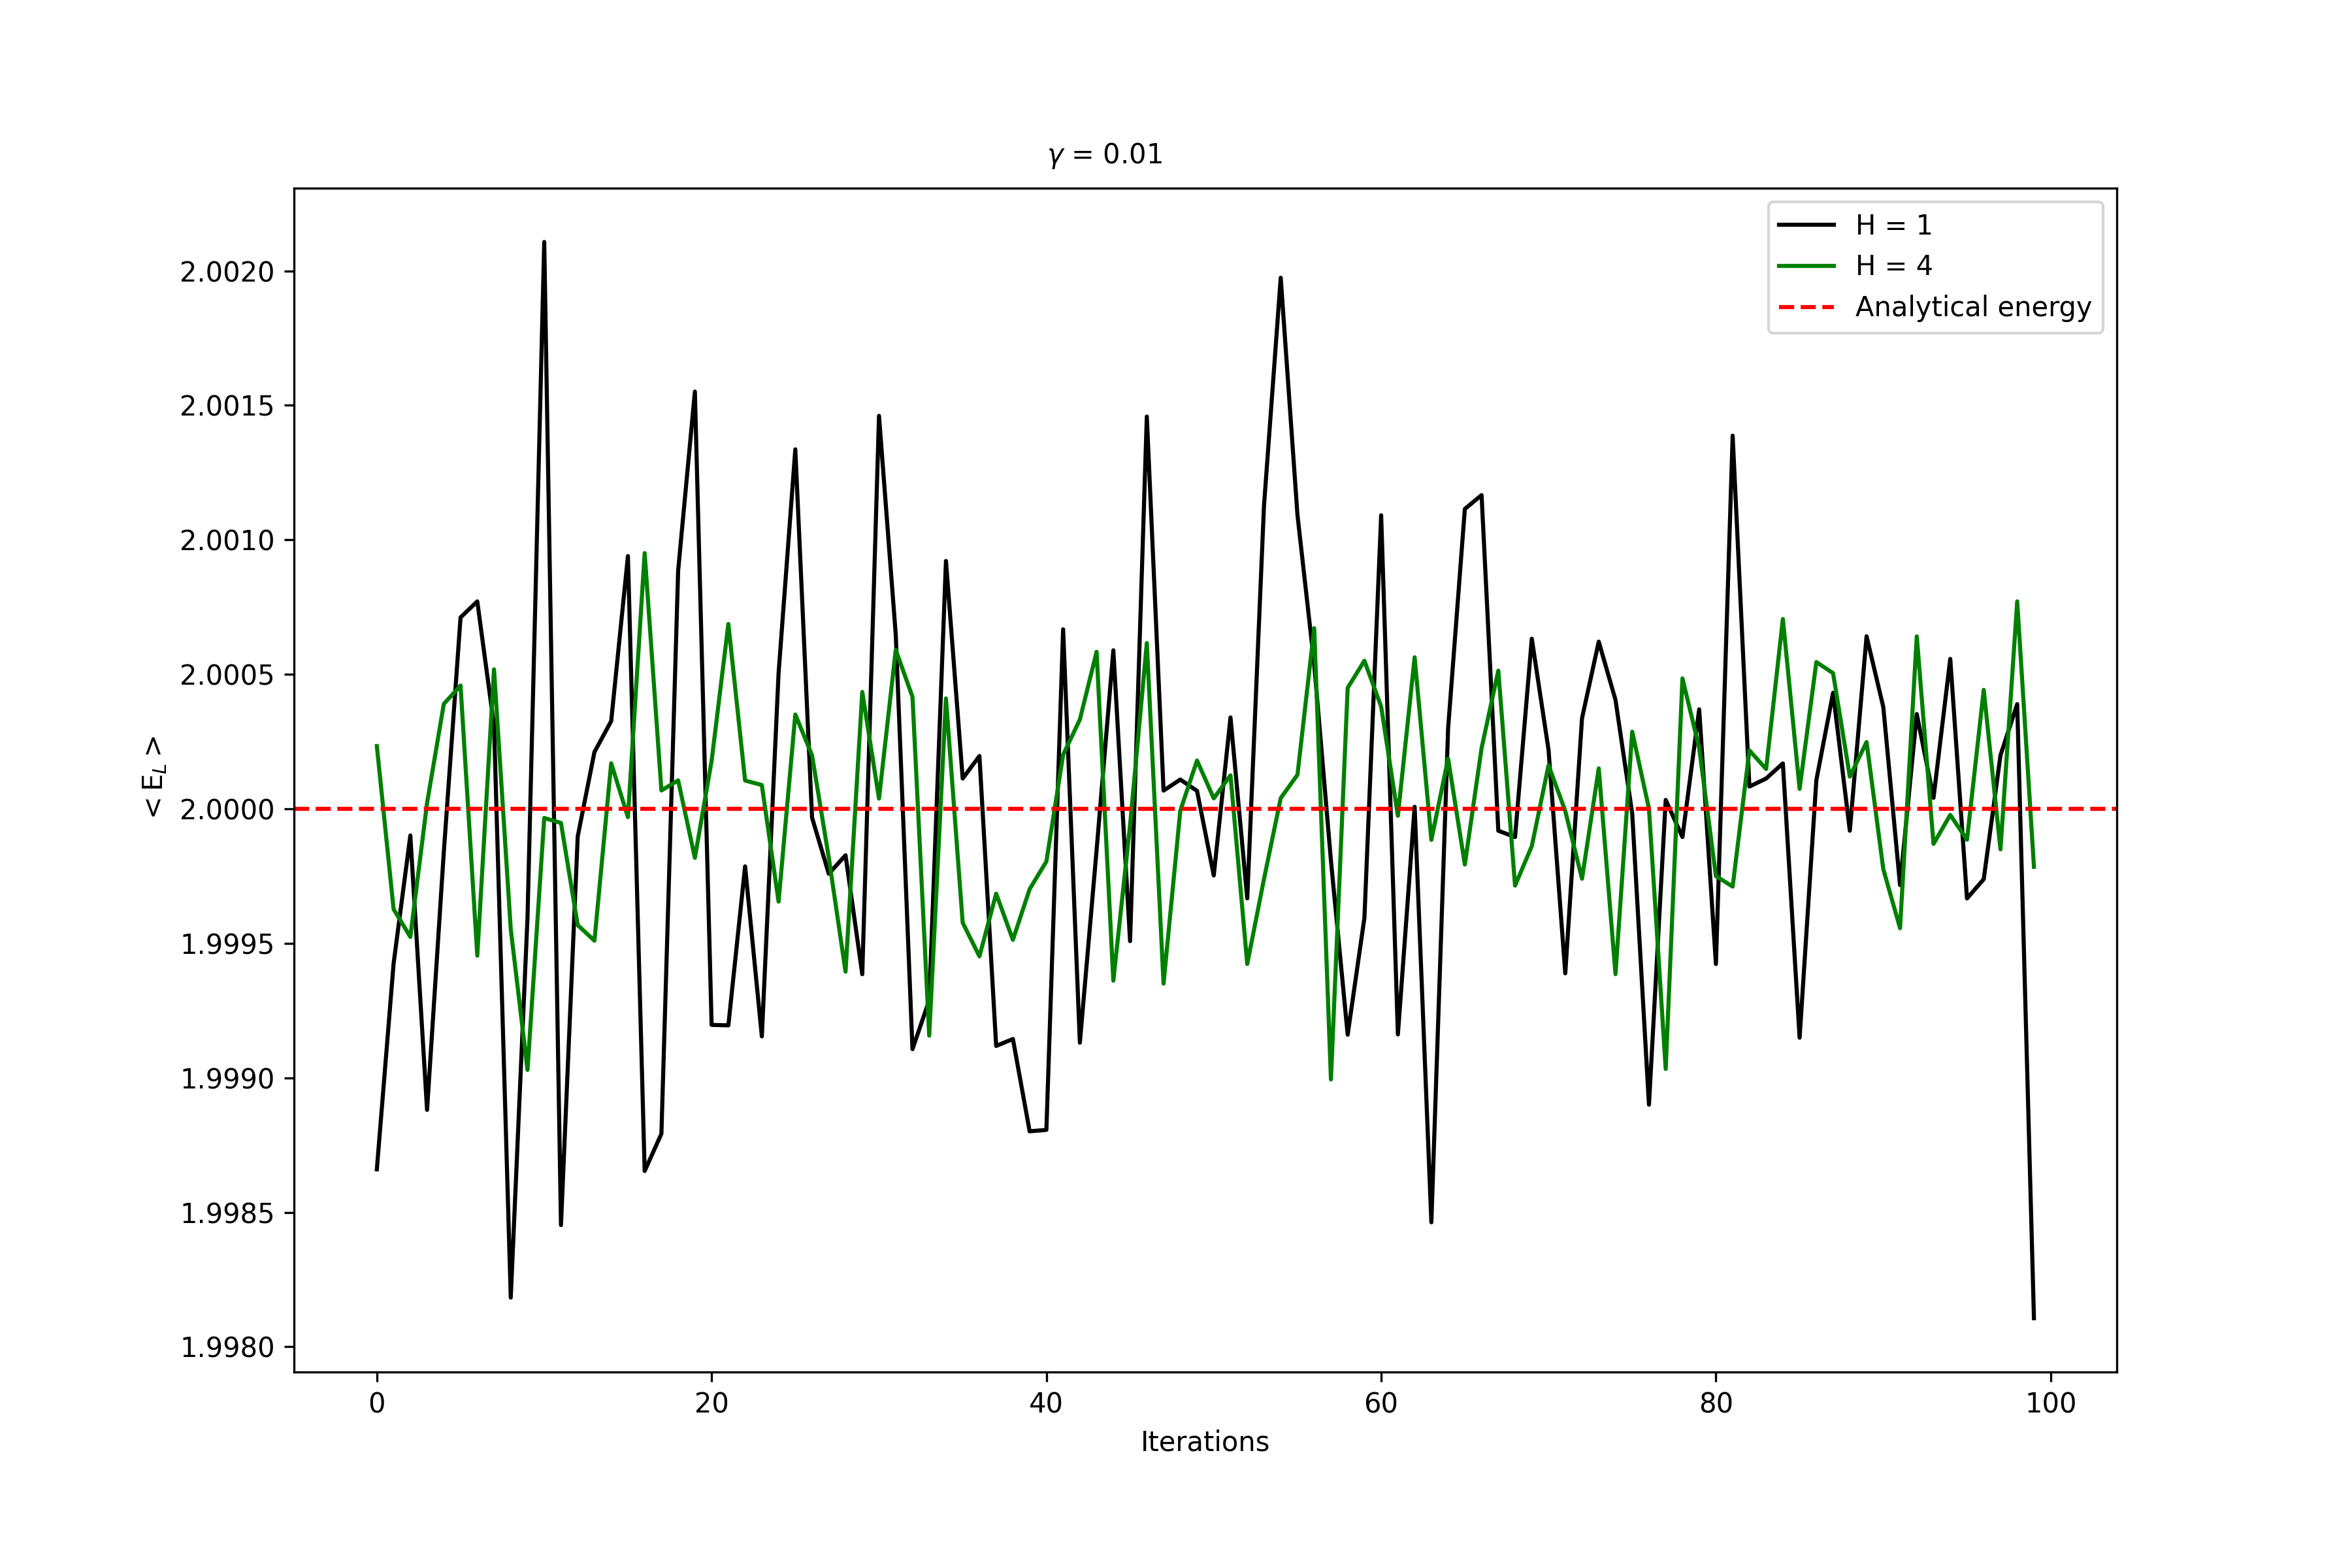 γ = 0.01
H = 1
H = 4
Analytical energy
2.0020
2.0015
2.0010
2.0005
2.0000
1.9995
1.9990
1.9985
1.9980
< E_L >
0 20 40 60 80 100
Iterations